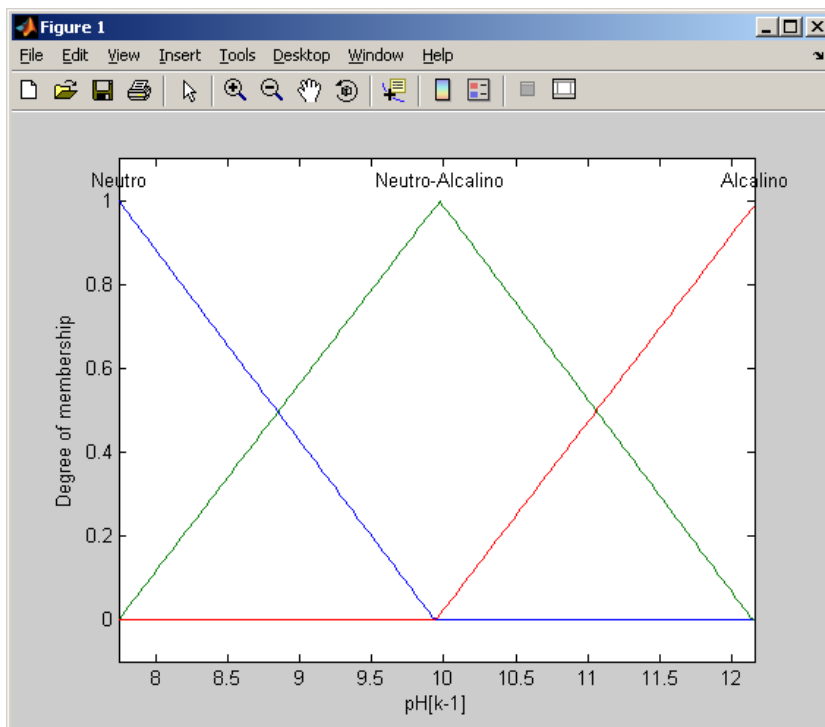 Figure 1
File Edit View Insert Tools Desktop Window Help
Neutro Neutro-Alcalino Alcalino
1
0.8
0.6
0.4
0.2
0
Degree of membership
8 8.5 9 9.5 10 10.5 11 11.5 12
pH[k-1]